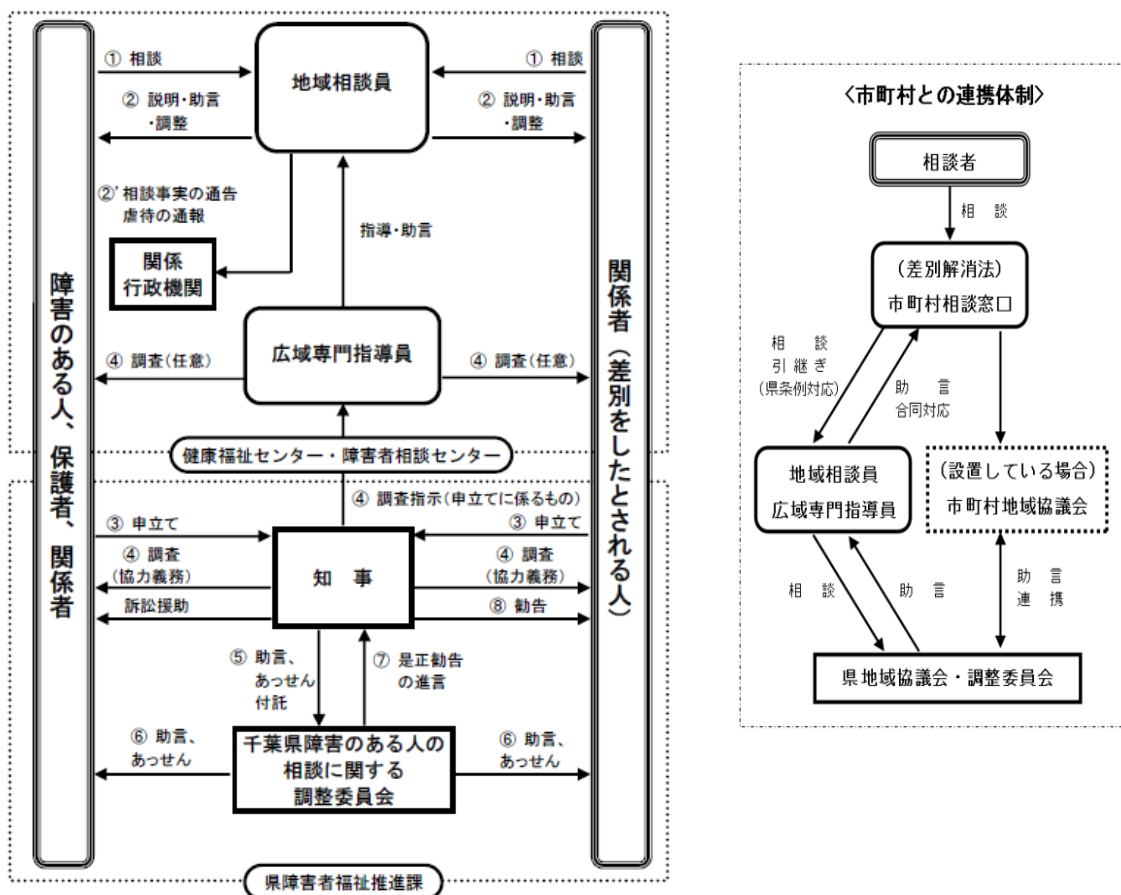 ① 相談
地域相談員
① 相談
② 説明・助言
・調整
② 説明・助言
・調整
②’相談事実の通告
虐待の通報
指導・助言
関係
行政機関
障害のある人、保護者、関係者
関係者（差別をしたとされる人）
広域専門指導員
④ 調査(任意)
④ 調査(任意)
健康福祉センター・障害者相談センター
④ 調査指示(申立てに係るもの)
③ 申立て
③ 申立て
④ 調査
(協力義務)
知　事
④ 調査
(協力義務)
訴訟援助
⑧ 勧告
⑤ 助言、
あっせん
付託
⑦ 是正勧告
の進言
⑥ 助言、
あっせん
千葉県障害のある人の
相談に関する
調整委員会
⑥ 助言、
あっせん
県障害者福祉推進課
〈市町村との連携体制〉
相談者
相　談
(差別解消法)
市町村相談窓口
相　談
引継ぎ
(県条例対応)
助　言
合同対応
地域相談員
広域専門指導員
(設置している場合)
市町村地域協議会
相　談
助　言
助　言
連　携
県地域協議会・調整委員会